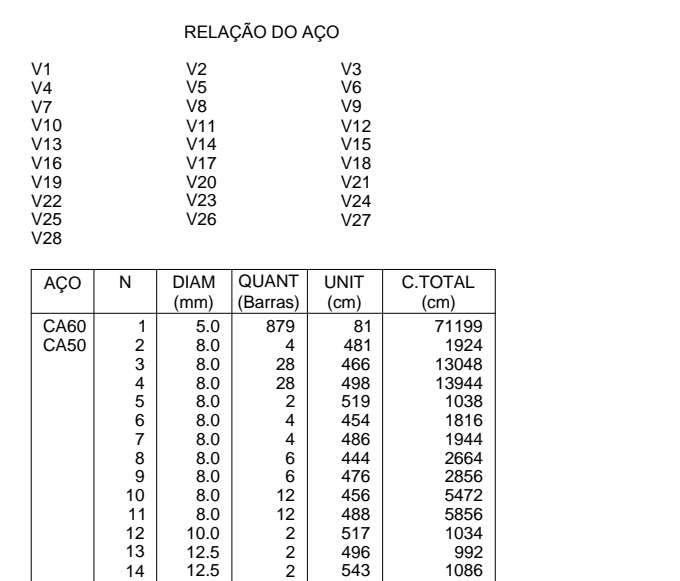 RELAÇÃO DO AÇO
V1 V2 V3
V4 V5 V6
V7 V8 V9
V10 V11 V12
V13 V14 V15
V16 V17 V18
V19 V20 V21
V22 V23 V24
V25 V26 V27
V28
AÇO N DIAM QUANT UNIT C.TOTAL
(mm) (Barras) (cm) (cm)
CA60 1 5.0 879 81 71199
CA50 2 8.0 4 481 1924
3 8.0 28 466 13048
4 8.0 28 498 13944
5 8.0 2 519 1038
6 8.0 4 454 1816
7 8.0 4 486 1944
8 8.0 6 444 2664
9 8.0 6 476 2856
10 8.0 12 456 5472
11 8.0 12 488 5856
12 10.0 2 517 1034
13 12.5 2 496 992
14 12.5 2 543 1086